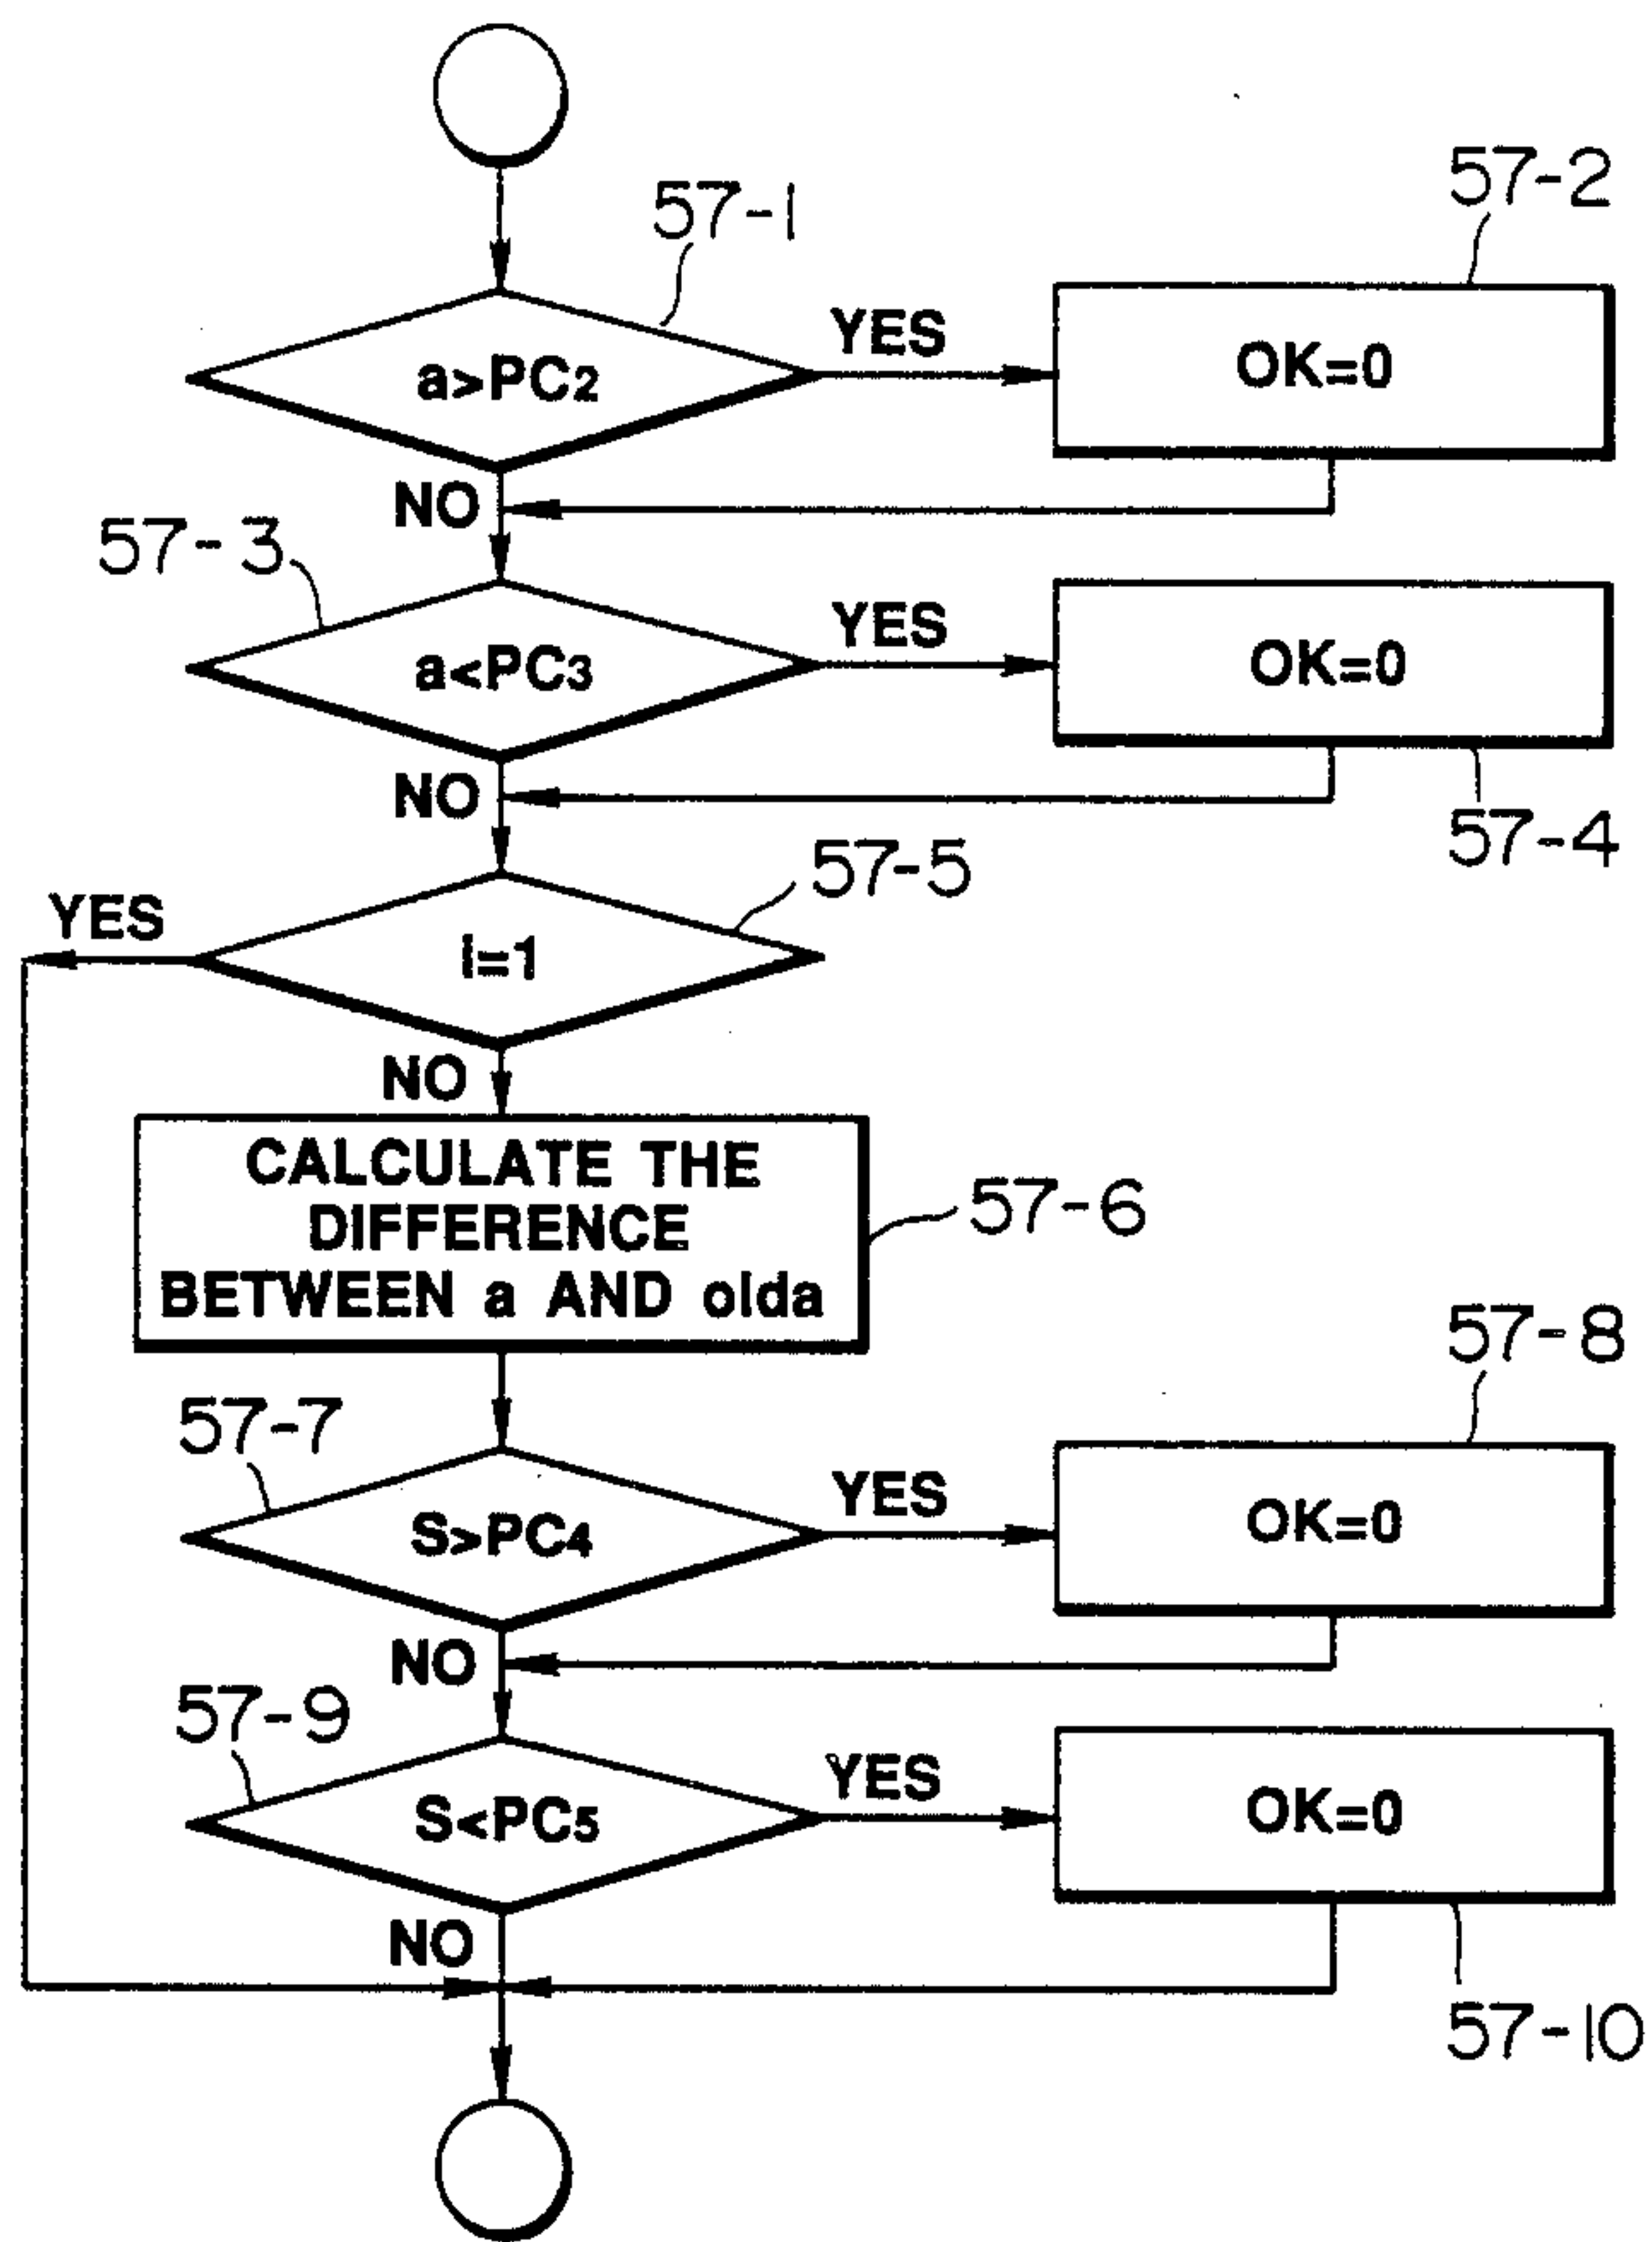 57-1
57-2
a>PC2
YES
OK=0
NO
57-3
a<PC3
YES
OK=0
NO
57-4
57-5
YES
I=1
NO
CALCULATE THE
DIFFERENCE
BETWEEN a AND olda
57-6
57-7
57-8
S>PC4
YES
OK=0
NO
57-9
S<PC5
YES
OK=0
NO
57-10